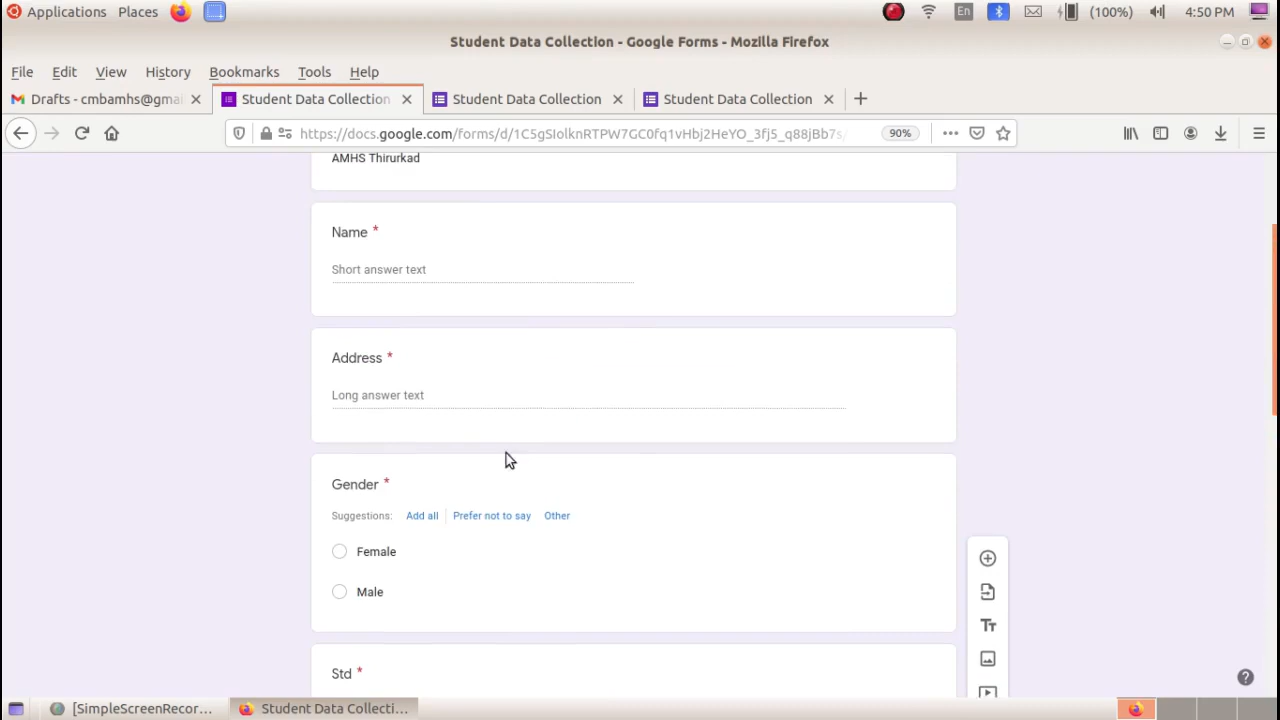 Applications Places En (100%) 4:50 PM
Student Data Collection - Google Forms - Mozilla Firefox
File Edit View History Bookmarks Tools Help
Drafts - cmbamhs@gmai Student Data Collection Student Data Collection Student Data Collection
https://docs.google.com/forms/d/1C5gSIolknRTPW7GC0fq1vHbj2HeYO_3fj5_q88jBb7s/ 90%
AMHS Thirurkad
Name *
Short answer text
Address *
Long answer text
Gender *
Suggestions: Add all Prefer not to say Other
Female
Male
Std *
[SimpleScreenRecor... Student Data Collecti...